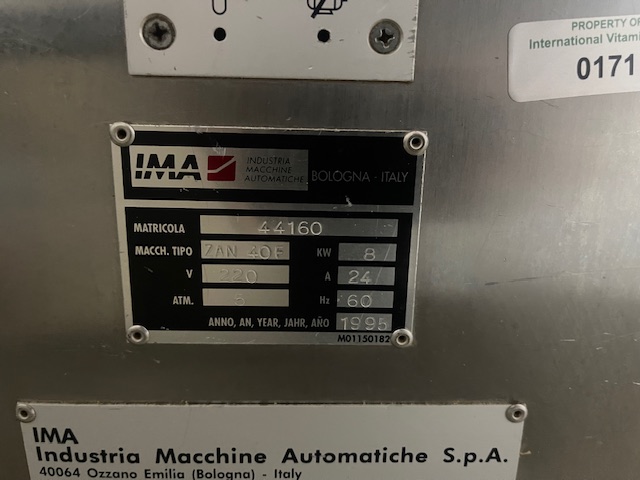 PROPERTY OF
International Vitamin
0171
IMA INDUSTRIA
MACCHINE
AUTOMATICHE BOLOGNA - ITALY
MATRICOLA 44160
MACCH. TIPO ZAN 40F KW 8
V 220 A 24
ATM. Hz 60
ANNO, AN, YEAR, JAHR, AÑO 1995
M01150182
IMA
Industria Macchine Automatiche S.p.A.
40064 Ozzano Emilia (Bologna) - Italy